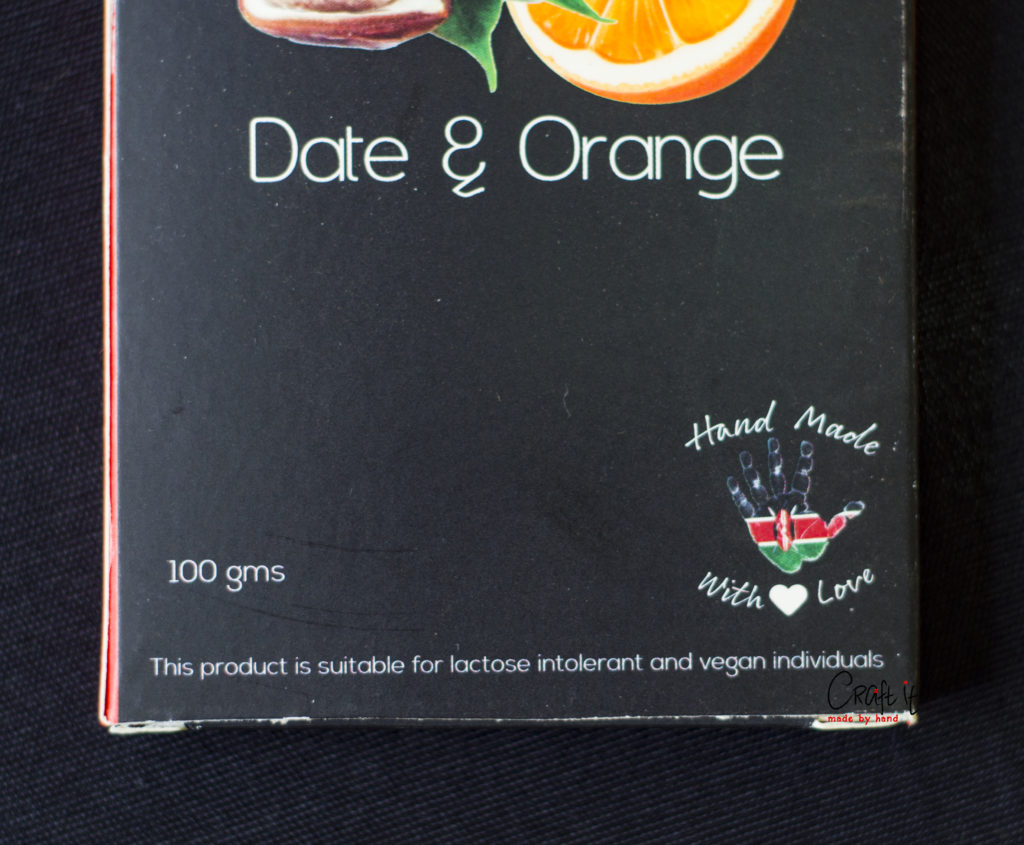 Date & Orange
Hand Made
With Love
100 gms
This product is suitable for lactose intolerant and vegan individuals
Craft it
made by hand